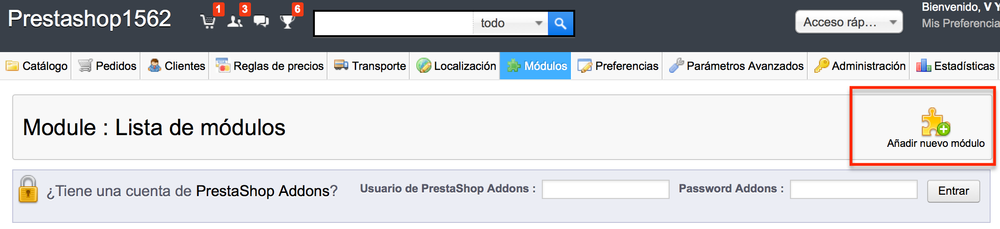 Prestashop1562
1
3
6
todo
Acceso ráp...
Bienvenido, V Y
Mis Preferencia
Catálogo
Pedidos
Clientes
Reglas de precios
Transporte
Localización
Módulos
Preferencias
Parámetros Avanzados
Administración
Estadísticas
Module : Lista de módulos
Añadir nuevo módulo
¿Tiene una cuenta de PrestaShop Addons?
Usuario de PrestaShop Addons :
Password Addons :
Entrar